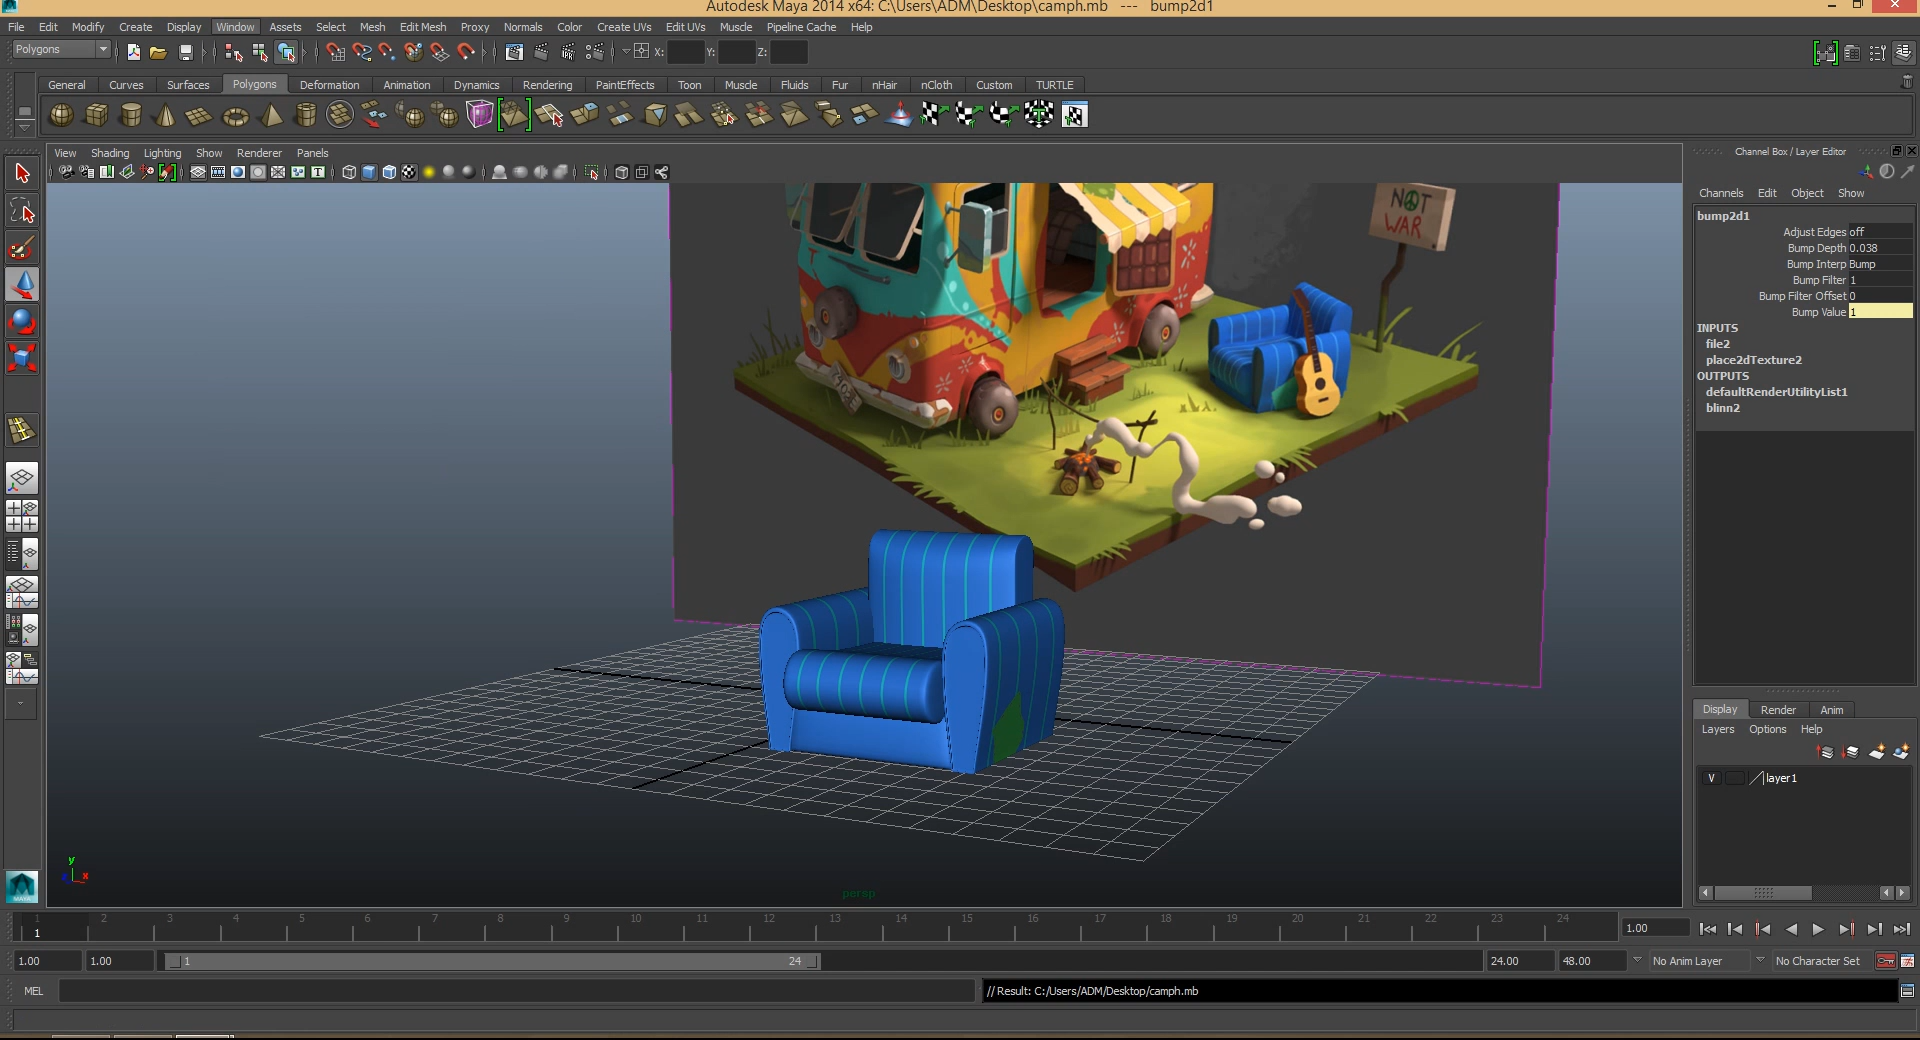 Autodesk Maya 2014 x64: C:\Users\ADM\Desktop\camph.mb --- bump2d1
File Edit Modify Create Display Window Assets Select Mesh Edit Mesh Proxy Normals Color Create UVs Edit UVs Muscle Pipeline Cache Help
Polygons X: Y: Z:
General Curves Surfaces Polygons Deformation Animation Dynamics Rendering PaintEffects Toon Muscle Fluids Fur nHair nCloth Custom TURTLE
View Shading Lighting Show Renderer Panels
Channel Box / Layer Editor
Channels Edit Object Show
bump2d1
Adjust Edges off
Bump Depth 0.038
Bump Interp Bump
Bump Filter 1
Bump Filter Offset 0
Bump Value 1
INPUTS
file2
place2dTexture2
OUTPUTS
defaultRenderUtilityList1
blinn2
NOT
WAR
Display Render Anim
Layers Options Help
V layer1
y
x
persp
1 2 3 4 5 6 7 8 9 10 11 12 13 14 15 16 17 18 19 20 21 22 23 24
1
1.00
1.00 1.00 1 24 24.00 48.00 No Anim Layer No Character Set
MEL // Result: C:/Users/ADM/Desktop/camph.mb